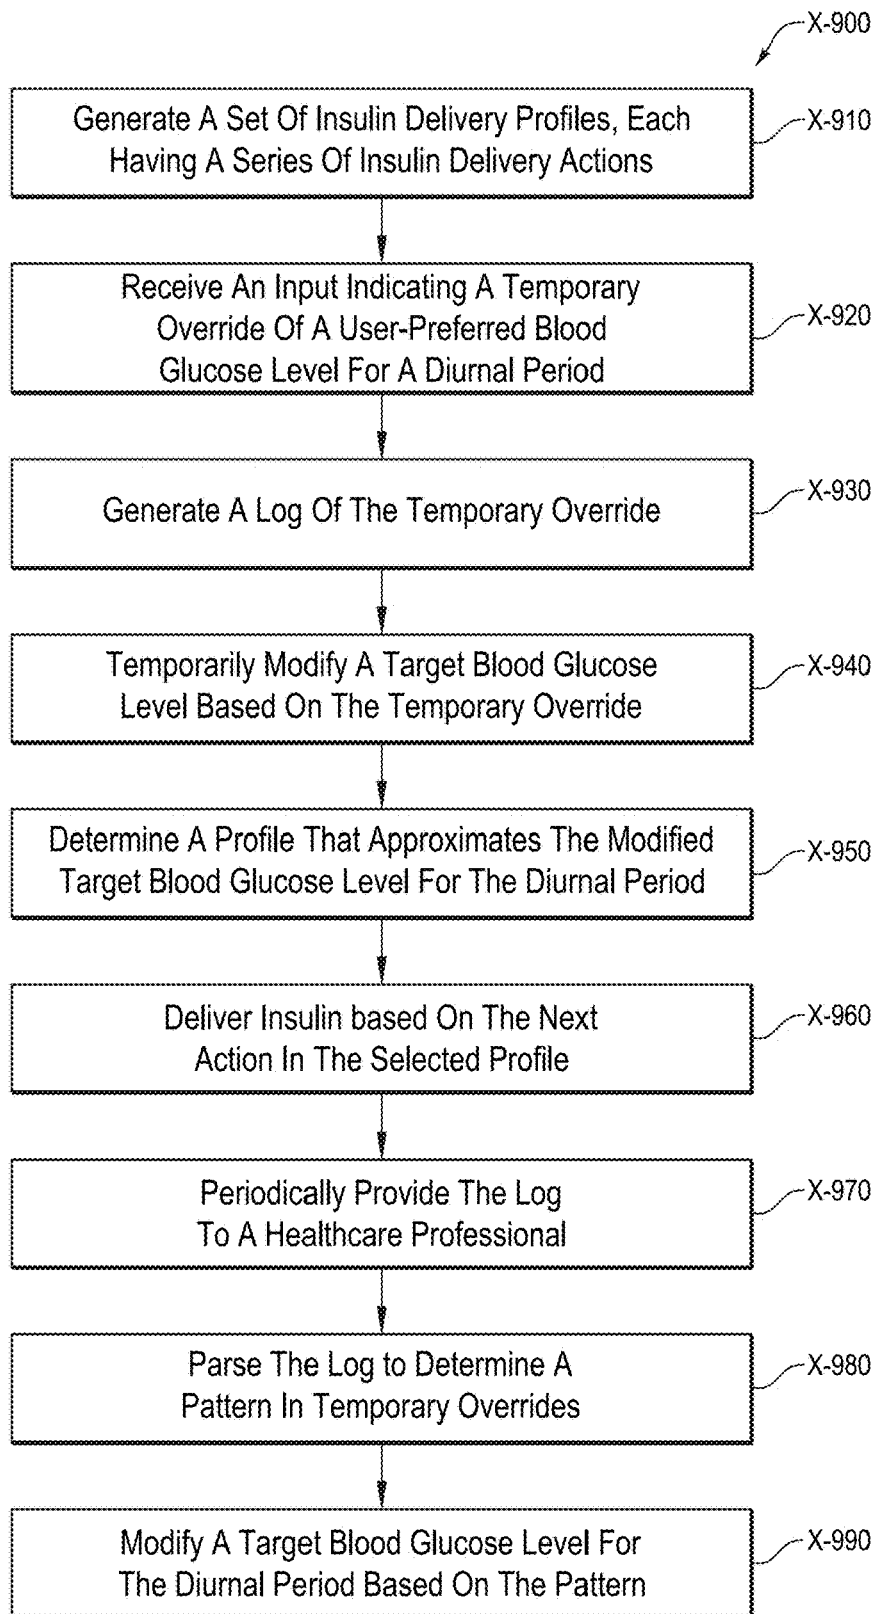 X-900
Generate A Set Of Insulin Delivery Profiles, Each
Having A Series Of Insulin Delivery Actions
X-910
Receive An Input Indicating A Temporary
Override Of A User-Preferred Blood
Glucose Level For A Diurnal Period
X-920
Generate A Log Of The Temporary Override
X-930
Temporarily Modify A Target Blood Glucose
Level Based On The Temporary Override
X-940
Determine A Profile That Approximates The Modified
Target Blood Glucose Level For The Diurnal Period
X-950
Deliver Insulin based On The Next
Action In The Selected Profile
X-960
Periodically Provide The Log
To A Healthcare Professional
X-970
Parse The Log to Determine A
Pattern In Temporary Overrides
X-980
Modify A Target Blood Glucose Level For
The Diurnal Period Based On The Pattern
X-990